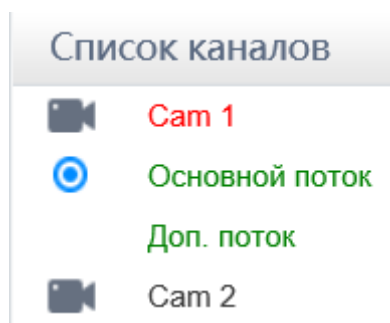 Список каналов
Cam 1
Основной поток
Доп. поток
Cam 2